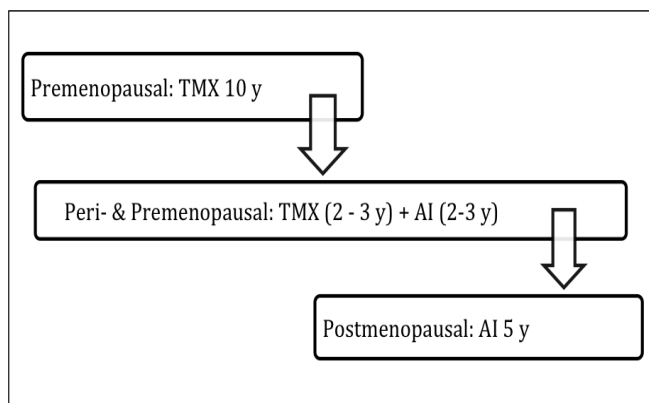 Premenopausal: TMX 10 y
Peri- & Premenopausal: TMX (2 - 3 y) + AI (2-3 y)
Postmenopausal: AI 5 y